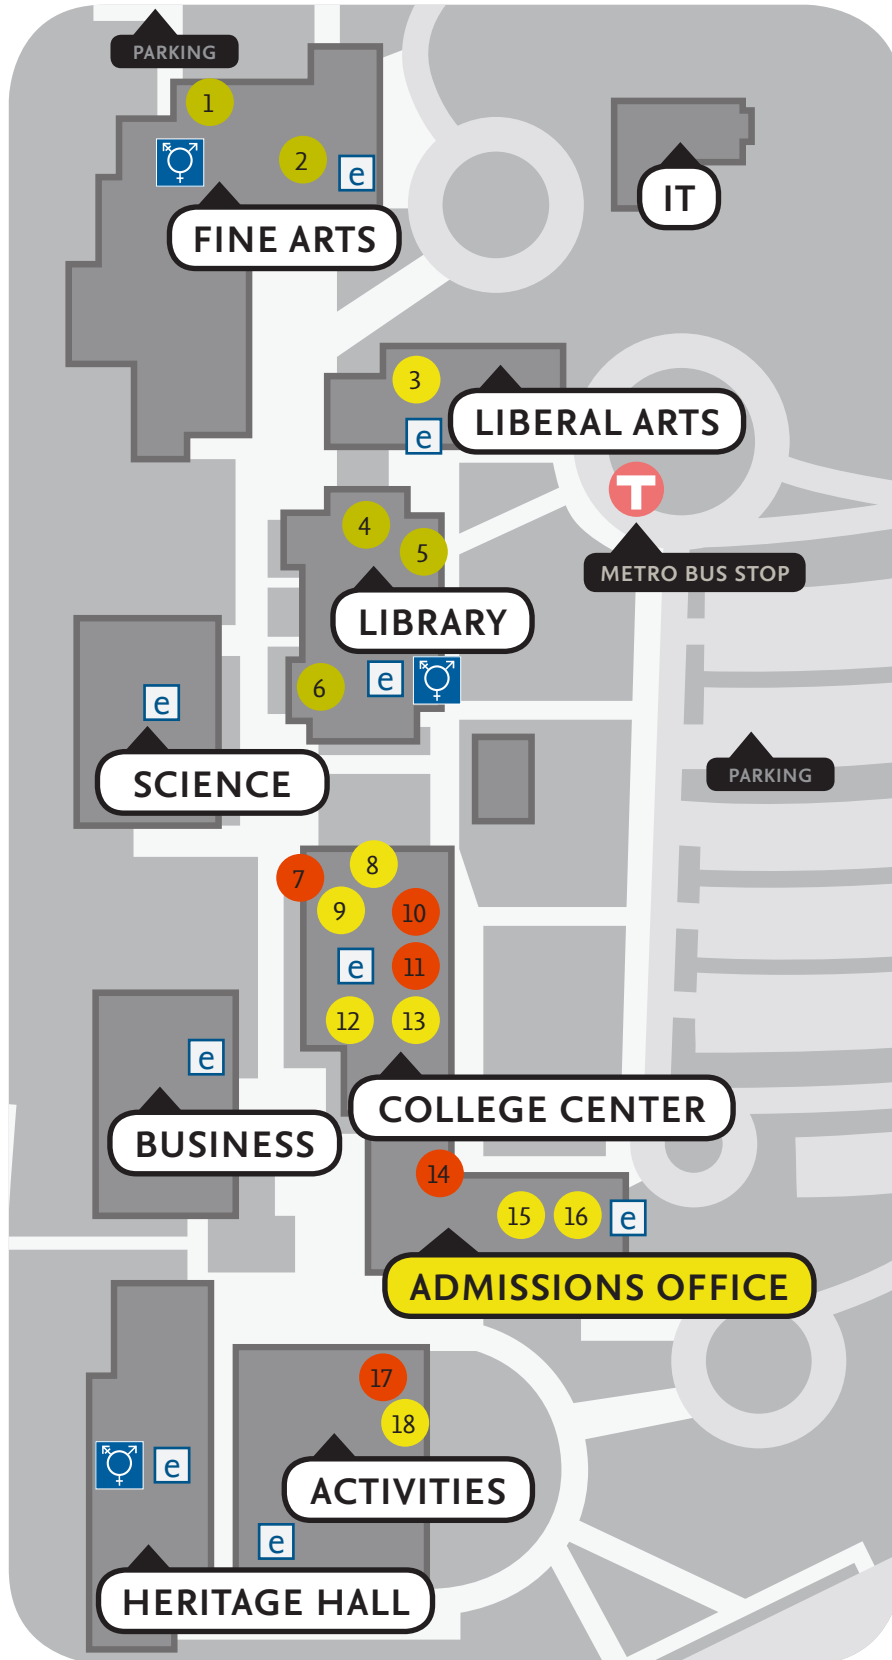 PARKING
1
2
e
FINE ARTS
IT
3
e
LIBERAL ARTS
T
METRO BUS STOP
4
5
LIBRARY
6
e
e
SCIENCE
PARKING
7
8
9
10
e
11
12
13
COLLEGE CENTER
e
BUSINESS
14
15
16
e
ADMISSIONS OFFICE
17
18
ACTIVITIES
e
e
HERITAGE HALL